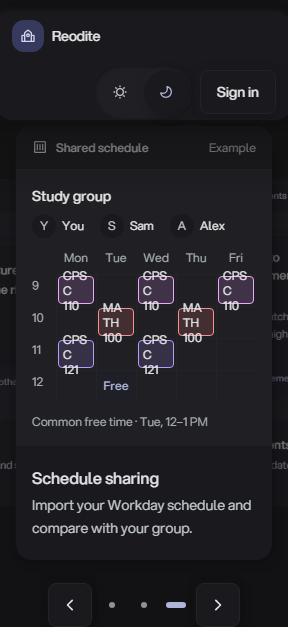 Reodite
Sign in
Shared schedule Example
Study group
Y You S Sam A Alex
Mon Tue Wed Thu Fri
9 CPSC 110 CPSC 110 CPSC 110
10 MATH 100 MATH 100
11 CPSC 121 CPSC 121
12 Free
Common free time · Tue, 12–1 PM
Schedule sharing
Import your Workday schedule and
compare with your group.